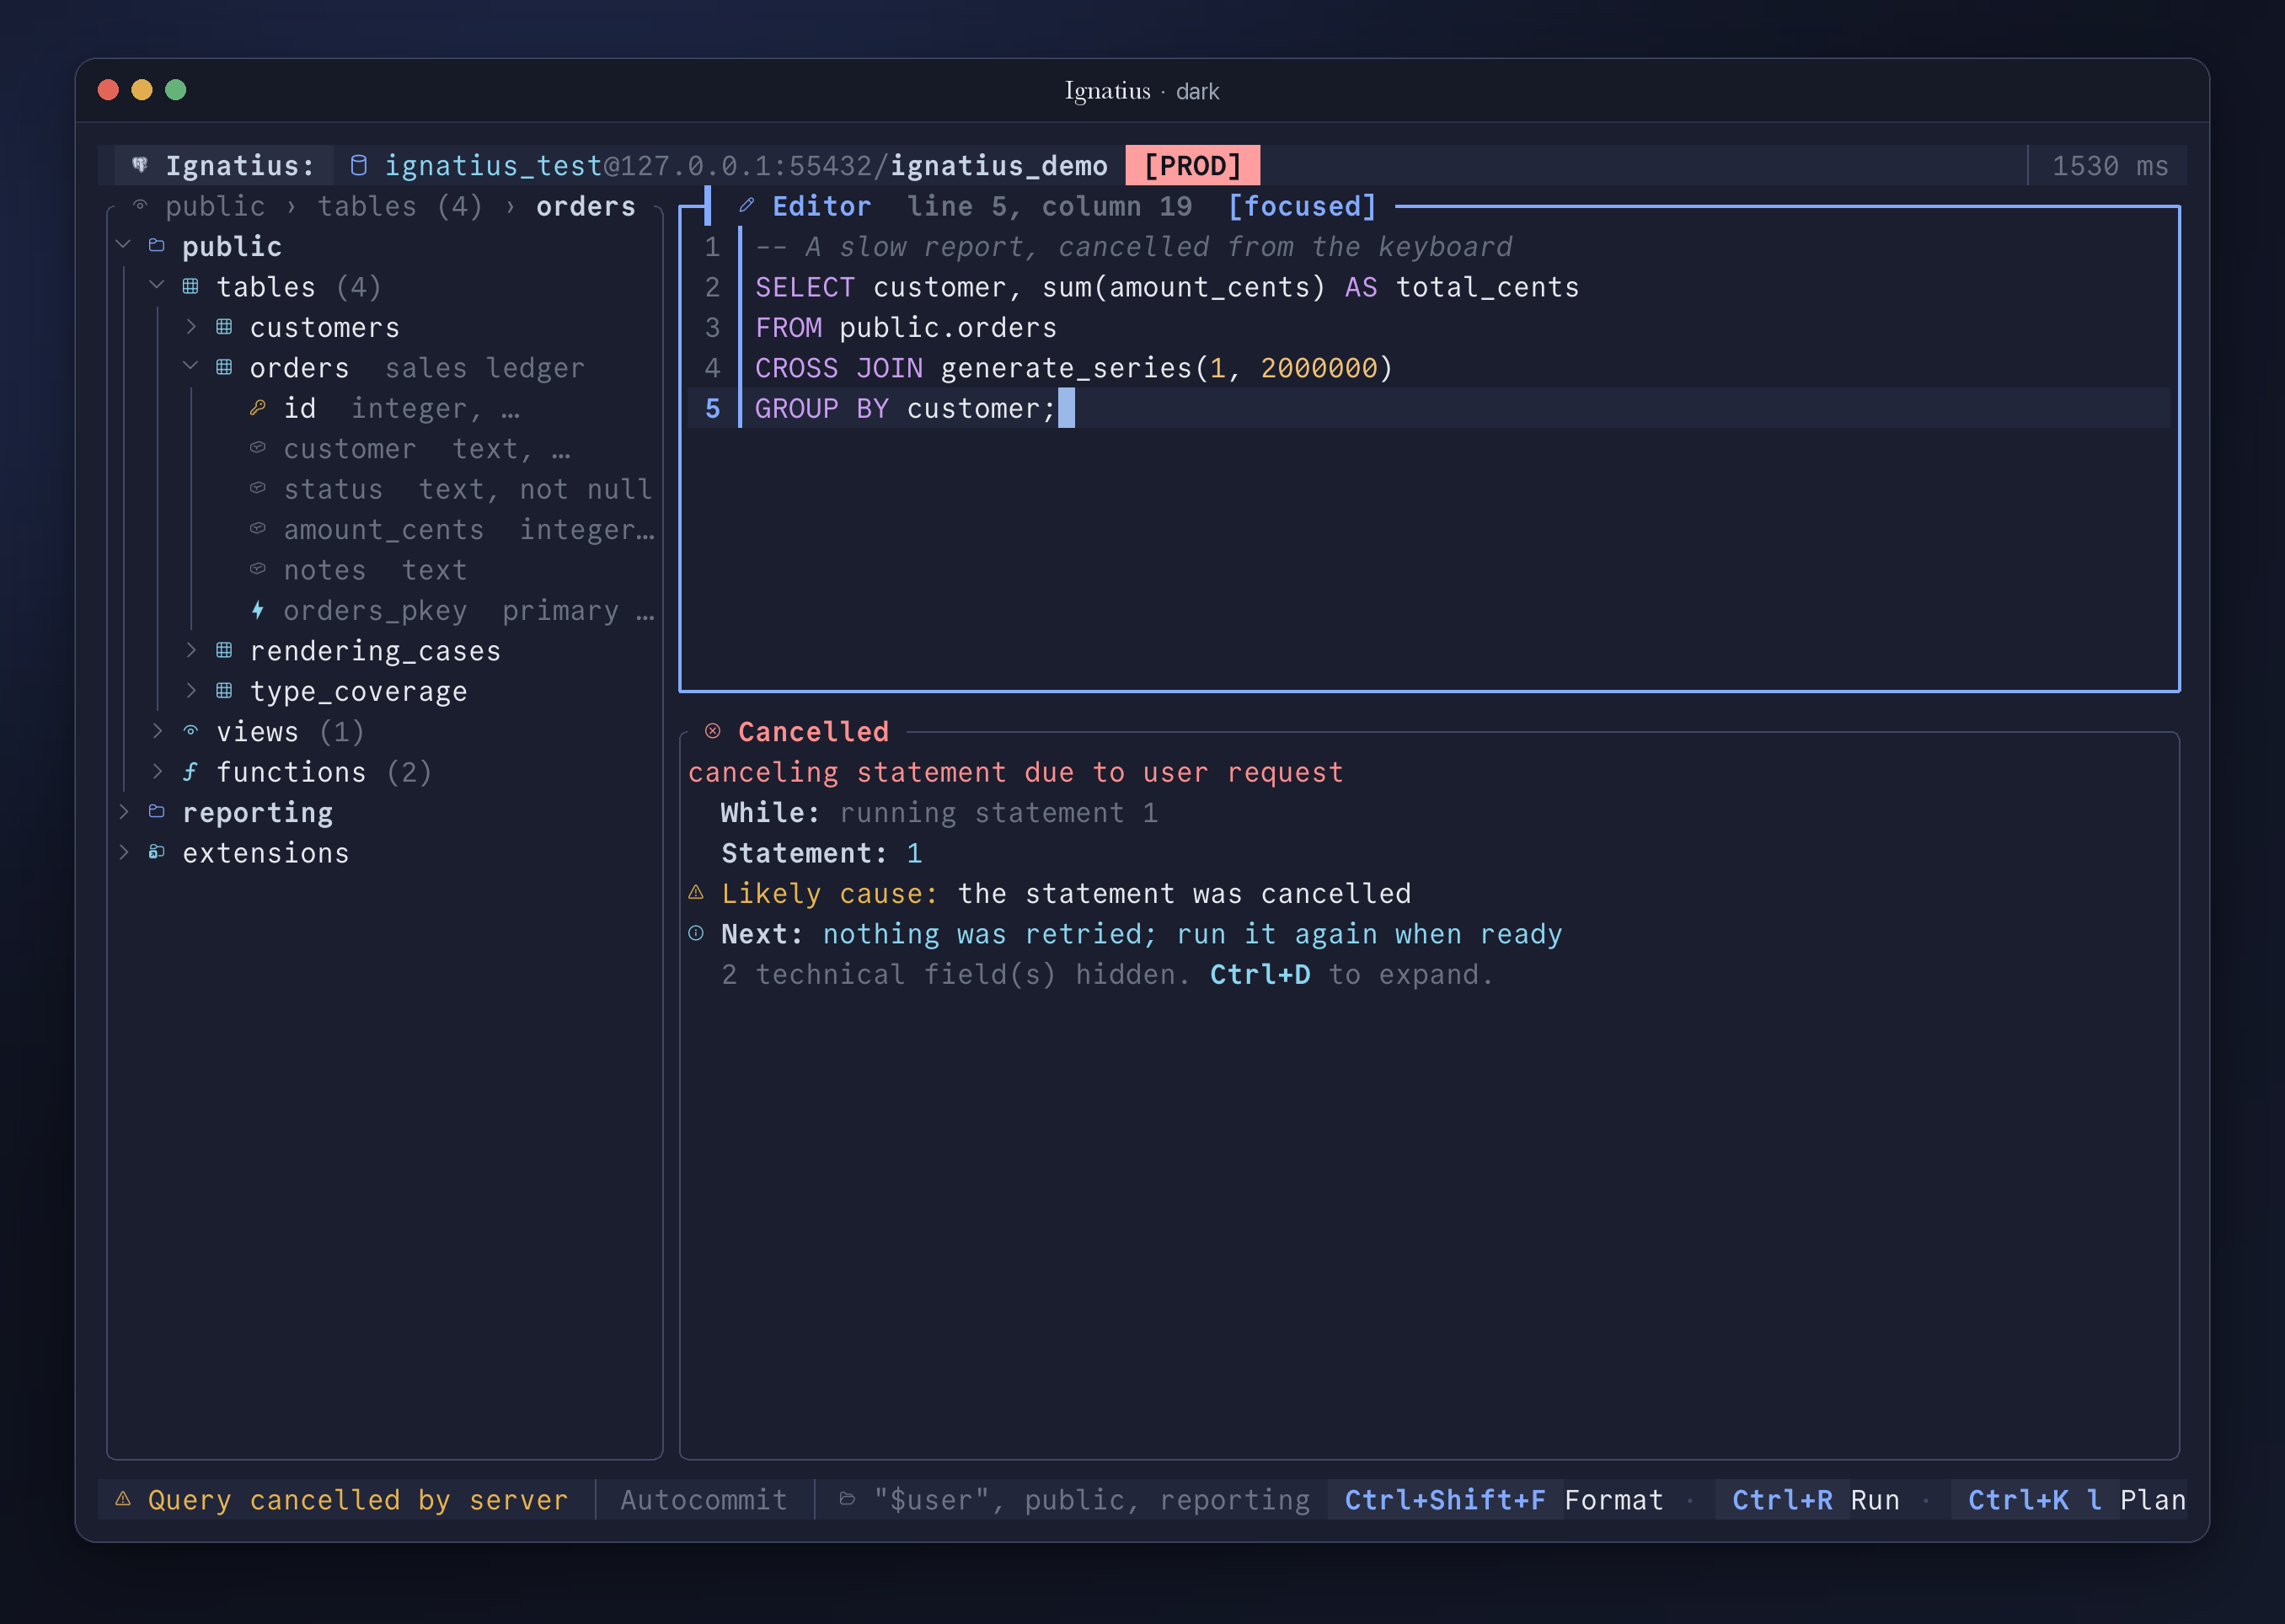 Ignatius · dark
Ignatius: ignatius_test@127.0.0.1:55432/ignatius_demo [PROD] 1530 ms
public › tables (4) › orders
public
tables (4)
customers
orders sales ledger
id integer, …
customer text, …
status text, not null
amount_cents integer…
notes text
orders_pkey primary …
rendering_cases
type_coverage
views (1)
functions (2)
reporting
extensions
Editor line 5, column 19 [focused]
1 -- A slow report, cancelled from the keyboard
2 SELECT customer, sum(amount_cents) AS total_cents
3 FROM public.orders
4 CROSS JOIN generate_series(1, 2000000)
5 GROUP BY customer;
Cancelled
canceling statement due to user request
While: running statement 1
Statement: 1
Likely cause: the statement was cancelled
Next: nothing was retried; run it again when ready
2 technical field(s) hidden. Ctrl+D to expand.
Query cancelled by server Autocommit "$user", public, reporting Ctrl+Shift+F Format · Ctrl+R Run · Ctrl+K l Plan